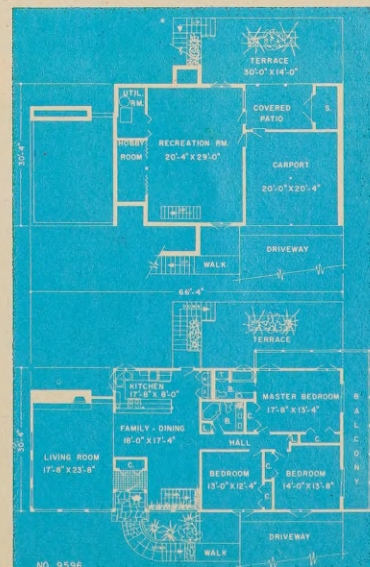 TERRACE
30'-0" X 14'-0"
UTIL.
RM.
COVERED
PATIO
S.
HOBBY
ROOM
RECREATION RM.
20'-4" X 29'-0"
CARPORT
20'-0" X 20'-4"
30'-4"
DRIVEWAY
WALK
66'-4"
TERRACE
KITCHEN
17'-8" X 8'-0"
B.
MASTER BEDROOM
17'-8" X 13'-4"
BALCONY
B.
C.
FAMILY - DINING
18'-0" X 17'-4"
HALL
C.
30'-4"
LIVING ROOM
17'-8" X 23'-8"
C.
BEDROOM
13'-0" X 12'-4"
C.
C.
BEDROOM
14'-0" X 13'-8"
DRIVEWAY
WALK
NO. 9596